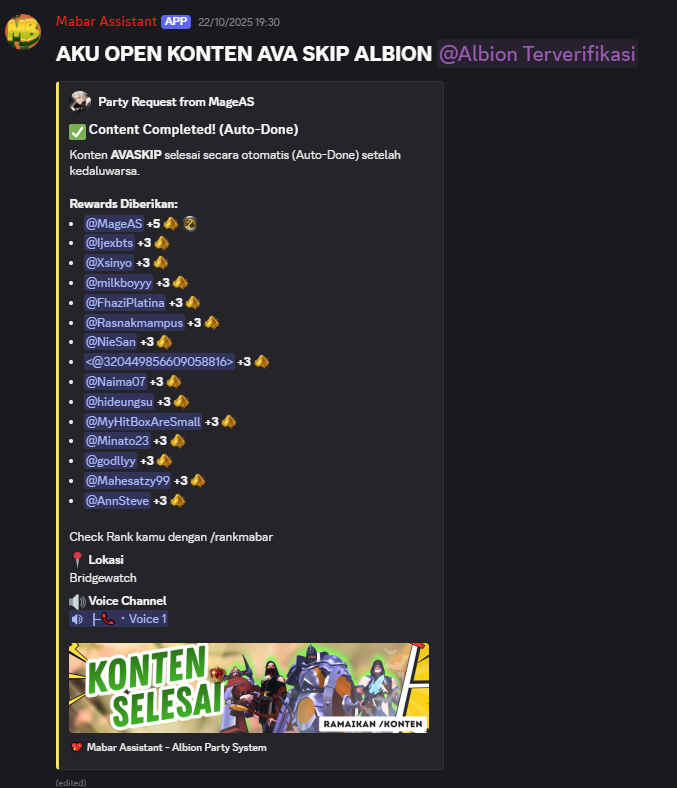 MB
Mabar Assistant APP 22/10/2025 19:30
AKU OPEN KONTEN AVA SKIP ALBION @Albion Terverifikasi
Party Request from MageAS
Content Completed! (Auto-Done)
Konten AVASKIP selesai secara otomatis (Auto-Done) setelah
kedaluwarsa.
Rewards Diberikan:
@MageAS +5
@Ijexbts +3
@Xsinyo +3
@milkboyyy +3
@FhaziPlatina +3
@Rasnakmampus +3
@NieSan +3
<@320449856609058816> +3
@Naima07 +3
@hideungsu +3
@MyHitBoxAreSmall +3
@Minato23 +3
@godllyy +3
@Mahesatzy99 +3
@AnnSteve +3
Check Rank kamu dengan /rankmabar
Lokasi
Bridgewatch
Voice Channel
├📞・Voice 1
KONTEN
SELESAI
RAMAIKAN /KONTEN
Mabar Assistant - Albion Party System
(edited)